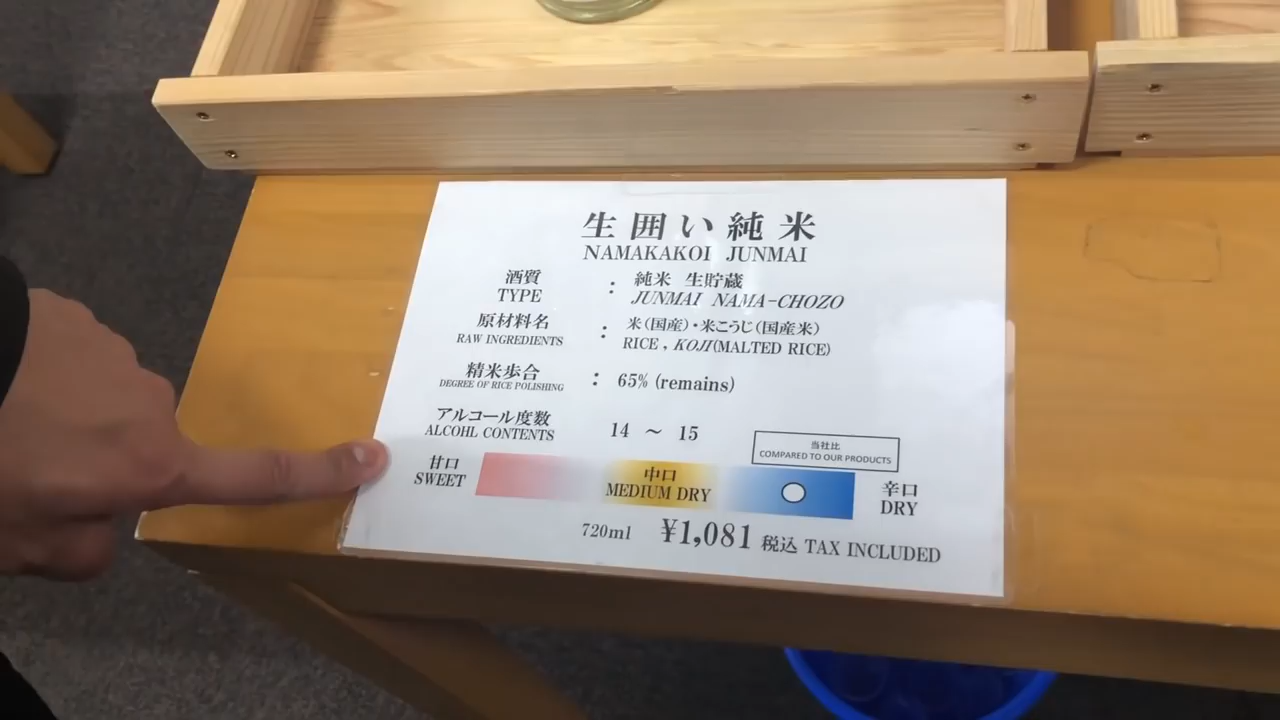 生囲い純米
NAMAKAKOI JUNMAI
酒質 : 純米 生貯蔵
TYPE JUNMAI NAMA-CHOZO
原材料名 : 米(国産)・米こうじ(国産米)
RAW INGREDIENTS RICE , KOJI(MALTED RICE)
精米歩合 : 65% (remains)
DEGREE OF RICE POLISHING
アルコール度数 14 ～ 15
ALCOHL CONTENTS
当社比
COMPARED TO OUR PRODUCTS
甘口 中口 辛口
SWEET MEDIUM DRY DRY
720ml ¥1,081 税込 TAX INCLUDED